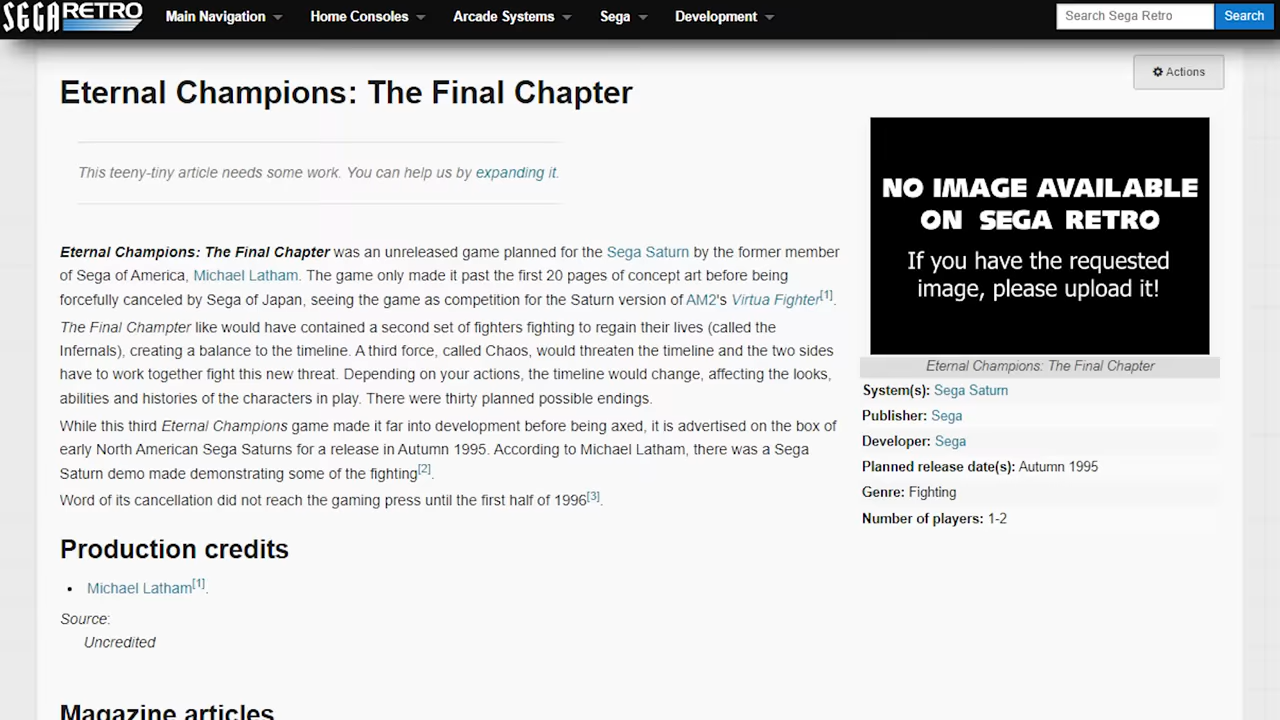 SEGA RETRO Main Navigation Home Consoles Arcade Systems Sega Development Search Sega Retro Search
Actions
Eternal Champions: The Final Chapter
This teeny-tiny article needs some work. You can help us by expanding it.
Eternal Champions: The Final Chapter was an unreleased game planned for the Sega Saturn by the former member
of Sega of America, Michael Latham. The game only made it past the first 20 pages of concept art before being
forcefully canceled by Sega of Japan, seeing the game as competition for the Saturn version of AM2's Virtua Fighter[1].
The Final Champter like would have contained a second set of fighters fighting to regain their lives (called the
Infernals), creating a balance to the timeline. A third force, called Chaos, would threaten the timeline and the two sides
have to work together fight this new threat. Depending on your actions, the timeline would change, affecting the looks,
abilities and histories of the characters in play. There were thirty planned possible endings.
While this third Eternal Champions game made it far into development before being axed, it is advertised on the box of
early North American Sega Saturns for a release in Autumn 1995. According to Michael Latham, there was a Sega
Saturn demo made demonstrating some of the fighting[2].
Word of its cancellation did not reach the gaming press until the first half of 1996[3].
Production credits
• Michael Latham[1].
Source:
Uncredited
Magazine articles
NO IMAGE AVAILABLE
ON SEGA RETRO
If you have the requested
image, please upload it!
Eternal Champions: The Final Chapter
System(s): Sega Saturn
Publisher: Sega
Developer: Sega
Planned release date(s): Autumn 1995
Genre: Fighting
Number of players: 1-2